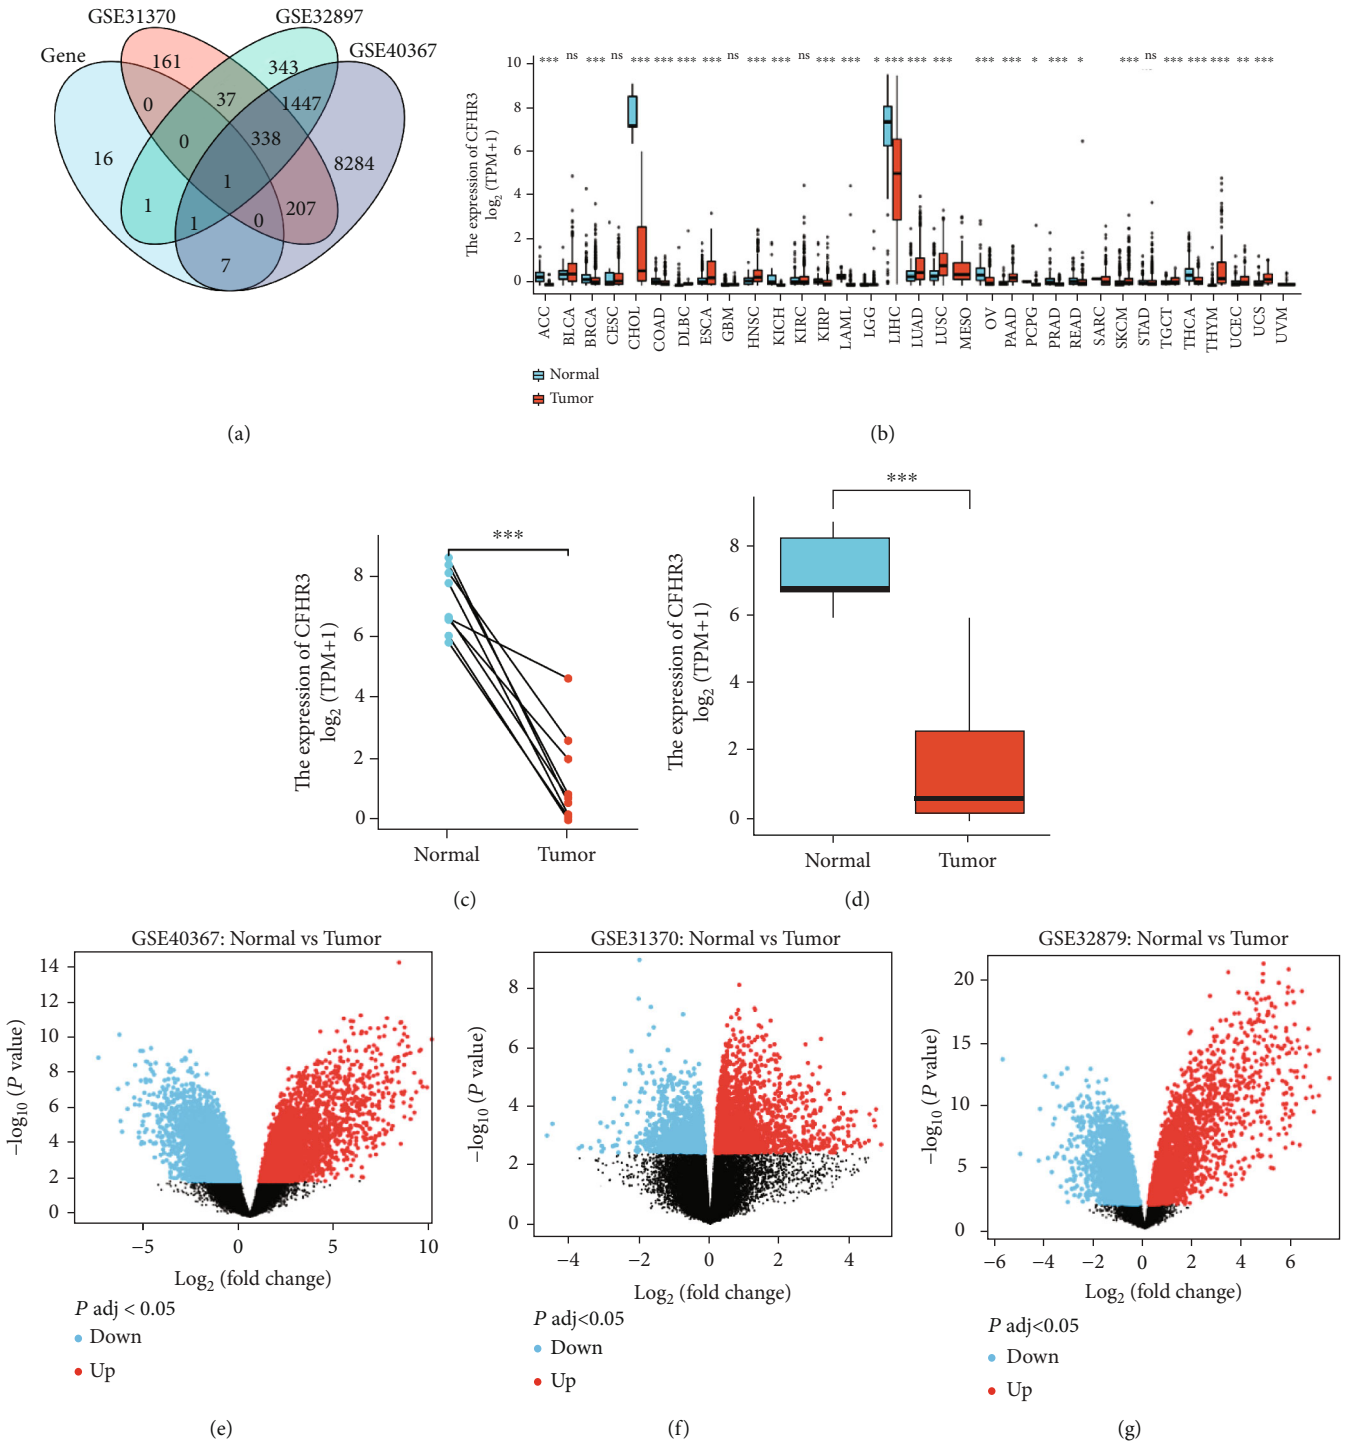 GSE31370
GSE32897
Gene
GSE40367
161
343
0
37
1447
16
0
338
8284
1
1
1
0
207
7
(a)
The expression of CFHR3
log2 (TPM+1)
10
8
6
4
2
0
*** ns *** ns *** *** *** *** ns *** *** ns *** *** * *** *** *** *** *** * *** * *** ns *** *** *** ** ***
ACC BLCA BRCA CESC CHOL COAD DLBC ESCA GBM HNSC KICH KIRC KIRP LAML LGG LIHC LUAD LUSC MESO OV PAAD PCPG PRAD READ SARC SKCM STAD TGCT THCA THYM UCEC UCS UVM
Normal
Tumor
(b)
The expression of CFHR3
log2 (TPM+1)
8
6
4
2
0
***
Normal Tumor
(c)
The expression of CFHR3
log2 (TPM+1)
8
6
4
2
0
***
Normal Tumor
(d)
GSE40367: Normal vs Tumor
−log10 (P value)
14
12
10
8
6
4
2
0
−5 0 5 10
Log2 (fold change)
P adj < 0.05
Down
Up
(e)
GSE31370: Normal vs Tumor
−log10 (P value)
8
6
4
2
0
−4 −2 0 2 4
Log2 (fold change)
P adj<0.05
Down
Up
(f)
GSE32879: Normal vs Tumor
−log10 (P value)
20
15
10
5
0
−6 −4 −2 0 2 4 6
Log2 (fold change)
P adj<0.05
Down
Up
(g)